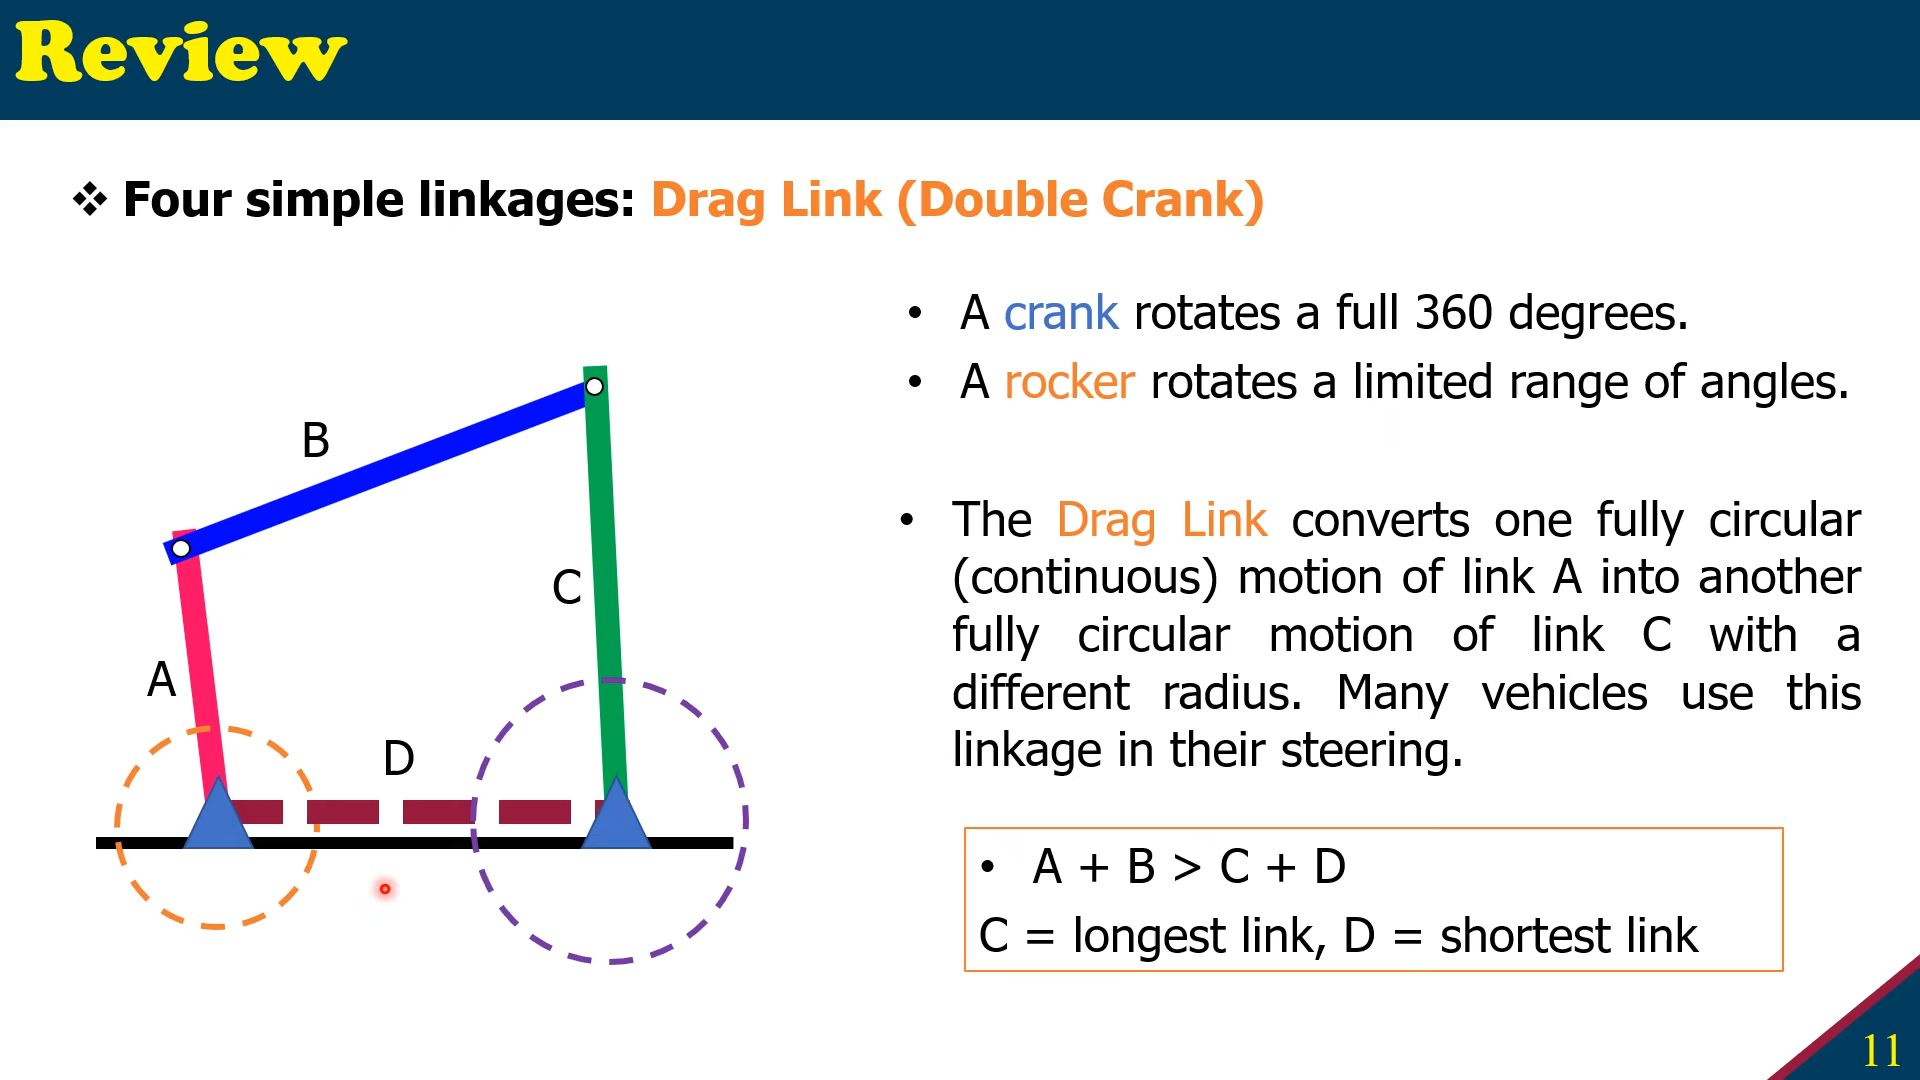 Review
❖ Four simple linkages: Drag Link (Double Crank)
• A crank rotates a full 360 degrees.
• A rocker rotates a limited range of angles.
B
C
A
D
• The Drag Link converts one fully circular
(continuous) motion of link A into another
fully circular motion of link C with a
different radius. Many vehicles use this
linkage in their steering.
• A + B > C + D
C = longest link, D = shortest link
11